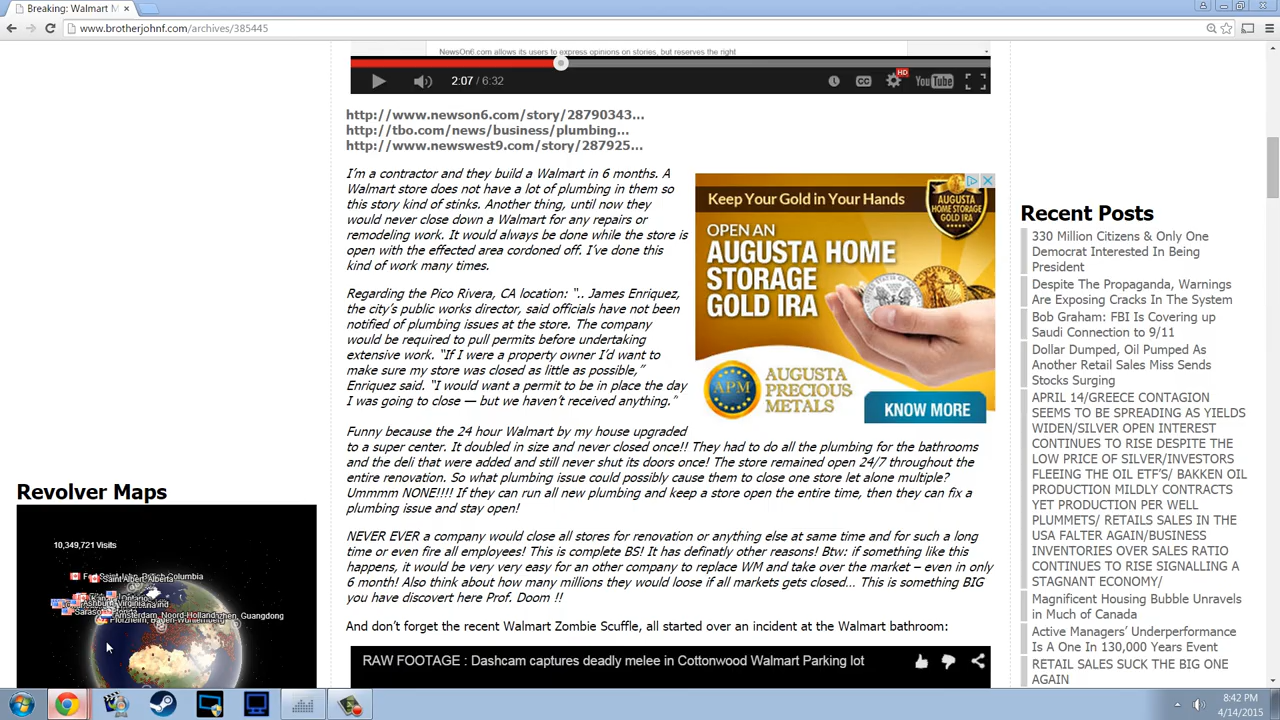 Breaking: Walmart M
www.brotherjohnf.com/archives/385445
NewsOn6.com allows its users to express opinions on stories, but reserves the right
2:07 / 6:32
HD
YouTube
http://www.newson6.com/story/28790343...
http://tbo.com/news/business/plumbing...
http://www.newswest9.com/story/287925...
I'm a contractor and they build a Walmart in 6 months. A
Walmart store does not have a lot of plumbing in them so
this story kind of stinks. Another thing, until now they
would never close down a Walmart for any repairs or
remodeling work. It would always be done while the store is
open with the effected area cordoned off. I've done this
kind of work many times.
Regarding the Pico Rivera, CA location: ".. James Enriquez,
the city's public works director, said officials have not been
notified of plumbing issues at the store. The company
would be required to pull permits before undertaking
extensive work. "If I were a property owner I'd want to
make sure my store was closed as little as possible,"
Enriquez said. "I would want a permit to be in place the day
I was going to close — but we haven't received anything."
Funny because the 24 hour Walmart by my house upgraded
to a super center. It doubled in size and never closed once!! They had to do all the plumbing for the bathrooms
and the deli that were added and still never shut its doors once! The store remained open 24/7 throughout the
entire renovation. So what plumbing issue could possibly cause them to close one store let alone multiple?
Ummmm NONE!!!! If they can run all new plumbing and keep a store open the entire time, then they can fix a
plumbing issue and stay open!
NEVER EVER a company would close all stores for renovation or anything else at same time and for such a long
time or even fire all employees! This is complete BS! It has definatly other reasons! Btw: if something like this
happens, it would be very very easy for an other company to replace WM and take over the market – even in only
6 month! Also think about how many millions they would loose if all markets gets closed... This is something BIG
you have discovert here Prof. Doom !!
And don't forget the recent Walmart Zombie Scuffle, all started over an incident at the Walmart bathroom:
RAW FOOTAGE : Dashcam captures deadly melee in Cottonwood Walmart Parking lot
Keep Your Gold in Your Hands
AUGUSTA
HOME STORAGE
GOLD IRA
OPEN AN
AUGUSTA HOME
STORAGE
GOLD IRA
APM
AUGUSTA
PRECIOUS
METALS
KNOW MORE
Recent Posts
330 Million Citizens & Only One
Democrat Interested In Being
President
Despite The Propaganda, Warnings
Are Exposing Cracks In The System
Bob Graham: FBI Is Covering up
Saudi Connection to 9/11
Dollar Dumped, Oil Pumped As
Another Retail Sales Miss Sends
Stocks Surging
APRIL 14/GREECE CONTAGION
SEEMS TO BE SPREADING AS YIELDS
WIDEN/SILVER OPEN INTEREST
CONTINUES TO RISE DESPITE THE
LOW PRICE OF SILVER/INVESTORS
FLEEING THE OIL ETF'S/ BAKKEN OIL
PRODUCTION MILDLY CONTRACTS
YET PRODUCTION PER WELL
PLUMMETS/ RETAILS SALES IN THE
USA FALTER AGAIN/BUSINESS
INVENTORIES OVER SALES RATIO
CONTINUES TO RISE SIGNALLING A
STAGNANT ECONOMY/
Magnificent Housing Bubble Unravels
in Much of Canada
Active Managers' Underperformance
Is A One In 130,000 Years Event
RETAIL SALES SUCK THE BIG ONE
AGAIN
Revolver Maps
10,349,721 Visits
8:42 PM
4/14/2015